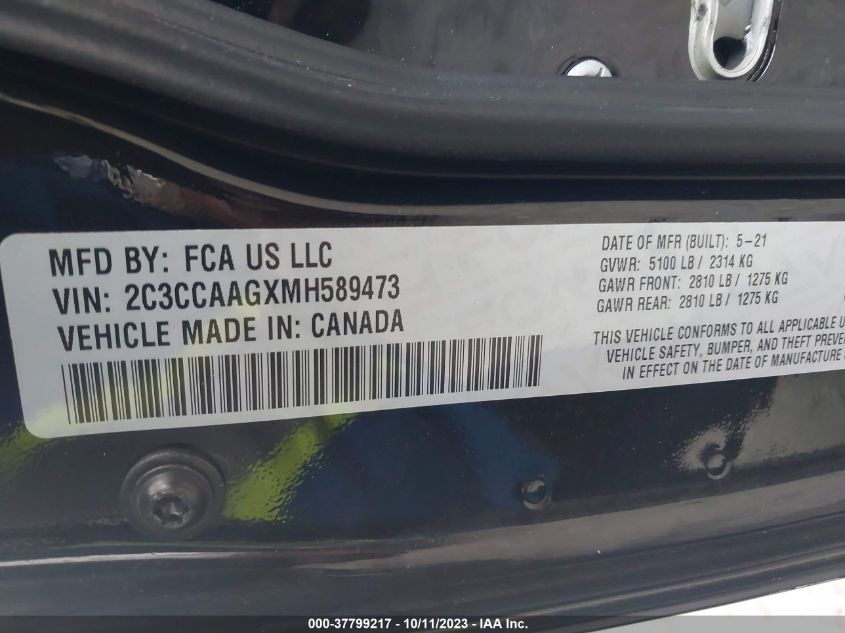 MFD BY: FCA US LLC
VIN: 2C3CCAAGXMH589473
VEHICLE MADE IN: CANADA
DATE OF MFR (BUILT): 5-21
GVWR: 5100 LB / 2314 KG
GAWR FRONT: 2810 LB / 1275 KG
GAWR REAR: 2810 LB / 1275 KG
THIS VEHICLE CONFORMS TO ALL APPLICABLE
VEHICLE SAFETY, BUMPER, AND THEFT
IN EFFECT ON THE DATE OF MANUFACTURE
000-37799217 - 10/11/2023 - Copyright © 2023 IAA, Inc.